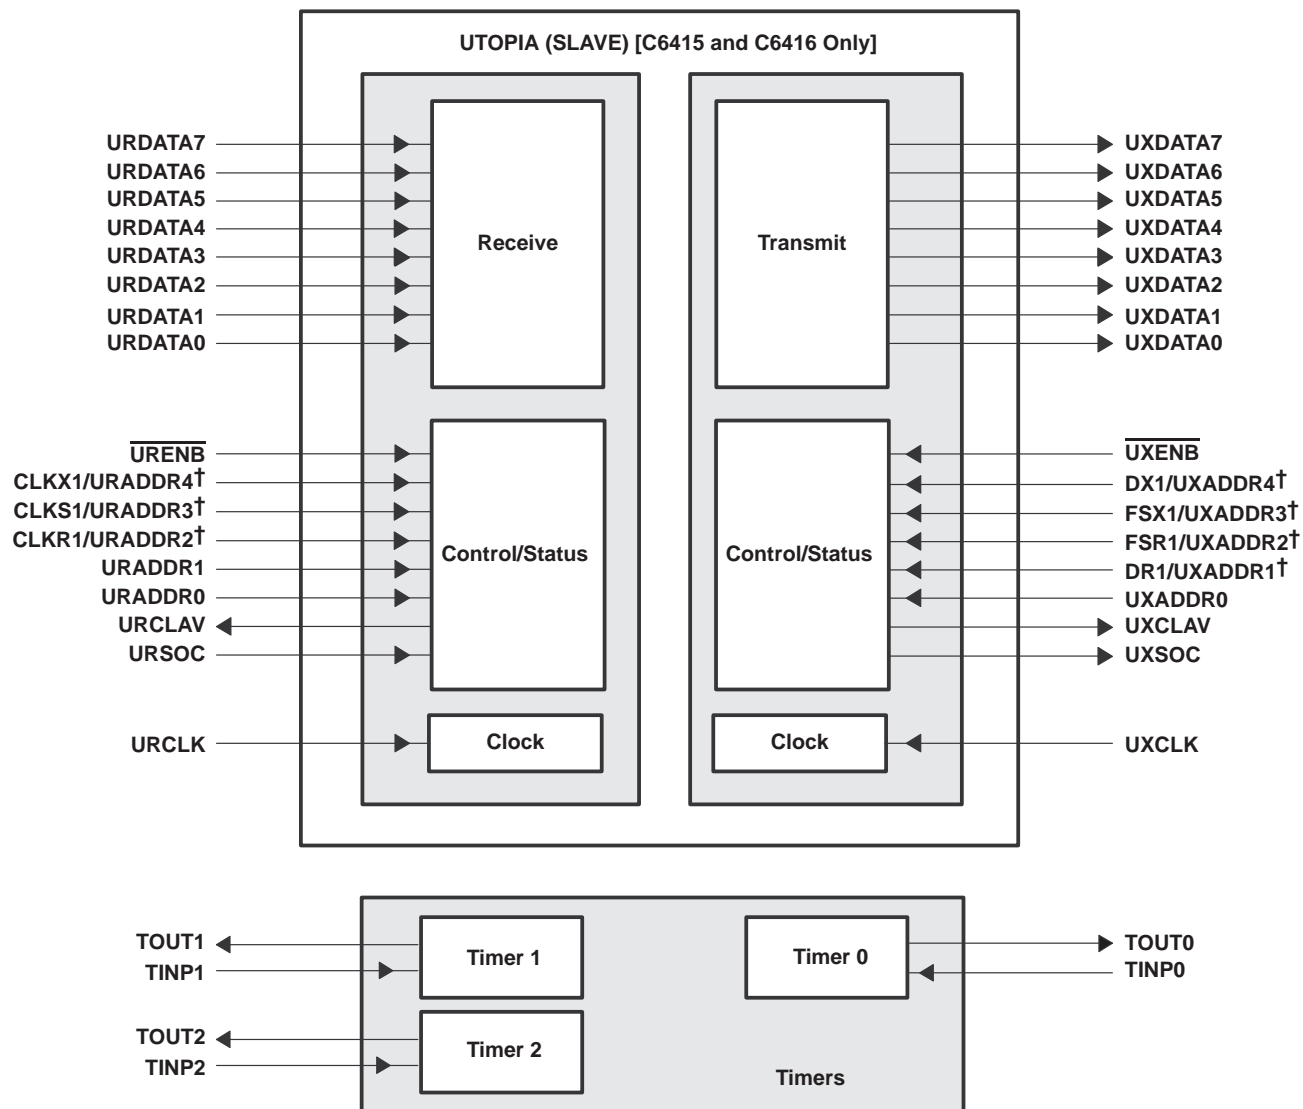 UTOPIA (SLAVE) [C6415 and C6416 Only]
URDATA7
URDATA6
URDATA5
URDATA4
URDATA3
URDATA2
URDATA1
URDATA0
Receive
Transmit
UXDATA7
UXDATA6
UXDATA5
UXDATA4
UXDATA3
UXDATA2
UXDATA1
UXDATA0
URENB
CLKX1/URADDR4†
CLKS1/URADDR3†
CLKR1/URADDR2†
URADDR1
URADDR0
URCLAV
URSOC
Control/Status
Control/Status
UXENB
DX1/UXADDR4†
FSX1/UXADDR3†
FSR1/UXADDR2†
DR1/UXADDR1†
UXADDR0
UXCLAV
UXSOC
URCLK
Clock
Clock
UXCLK
TOUT1
TINP1
Timer 1
Timer 0
TOUT0
TINP0
TOUT2
TINP2
Timer 2
Timers